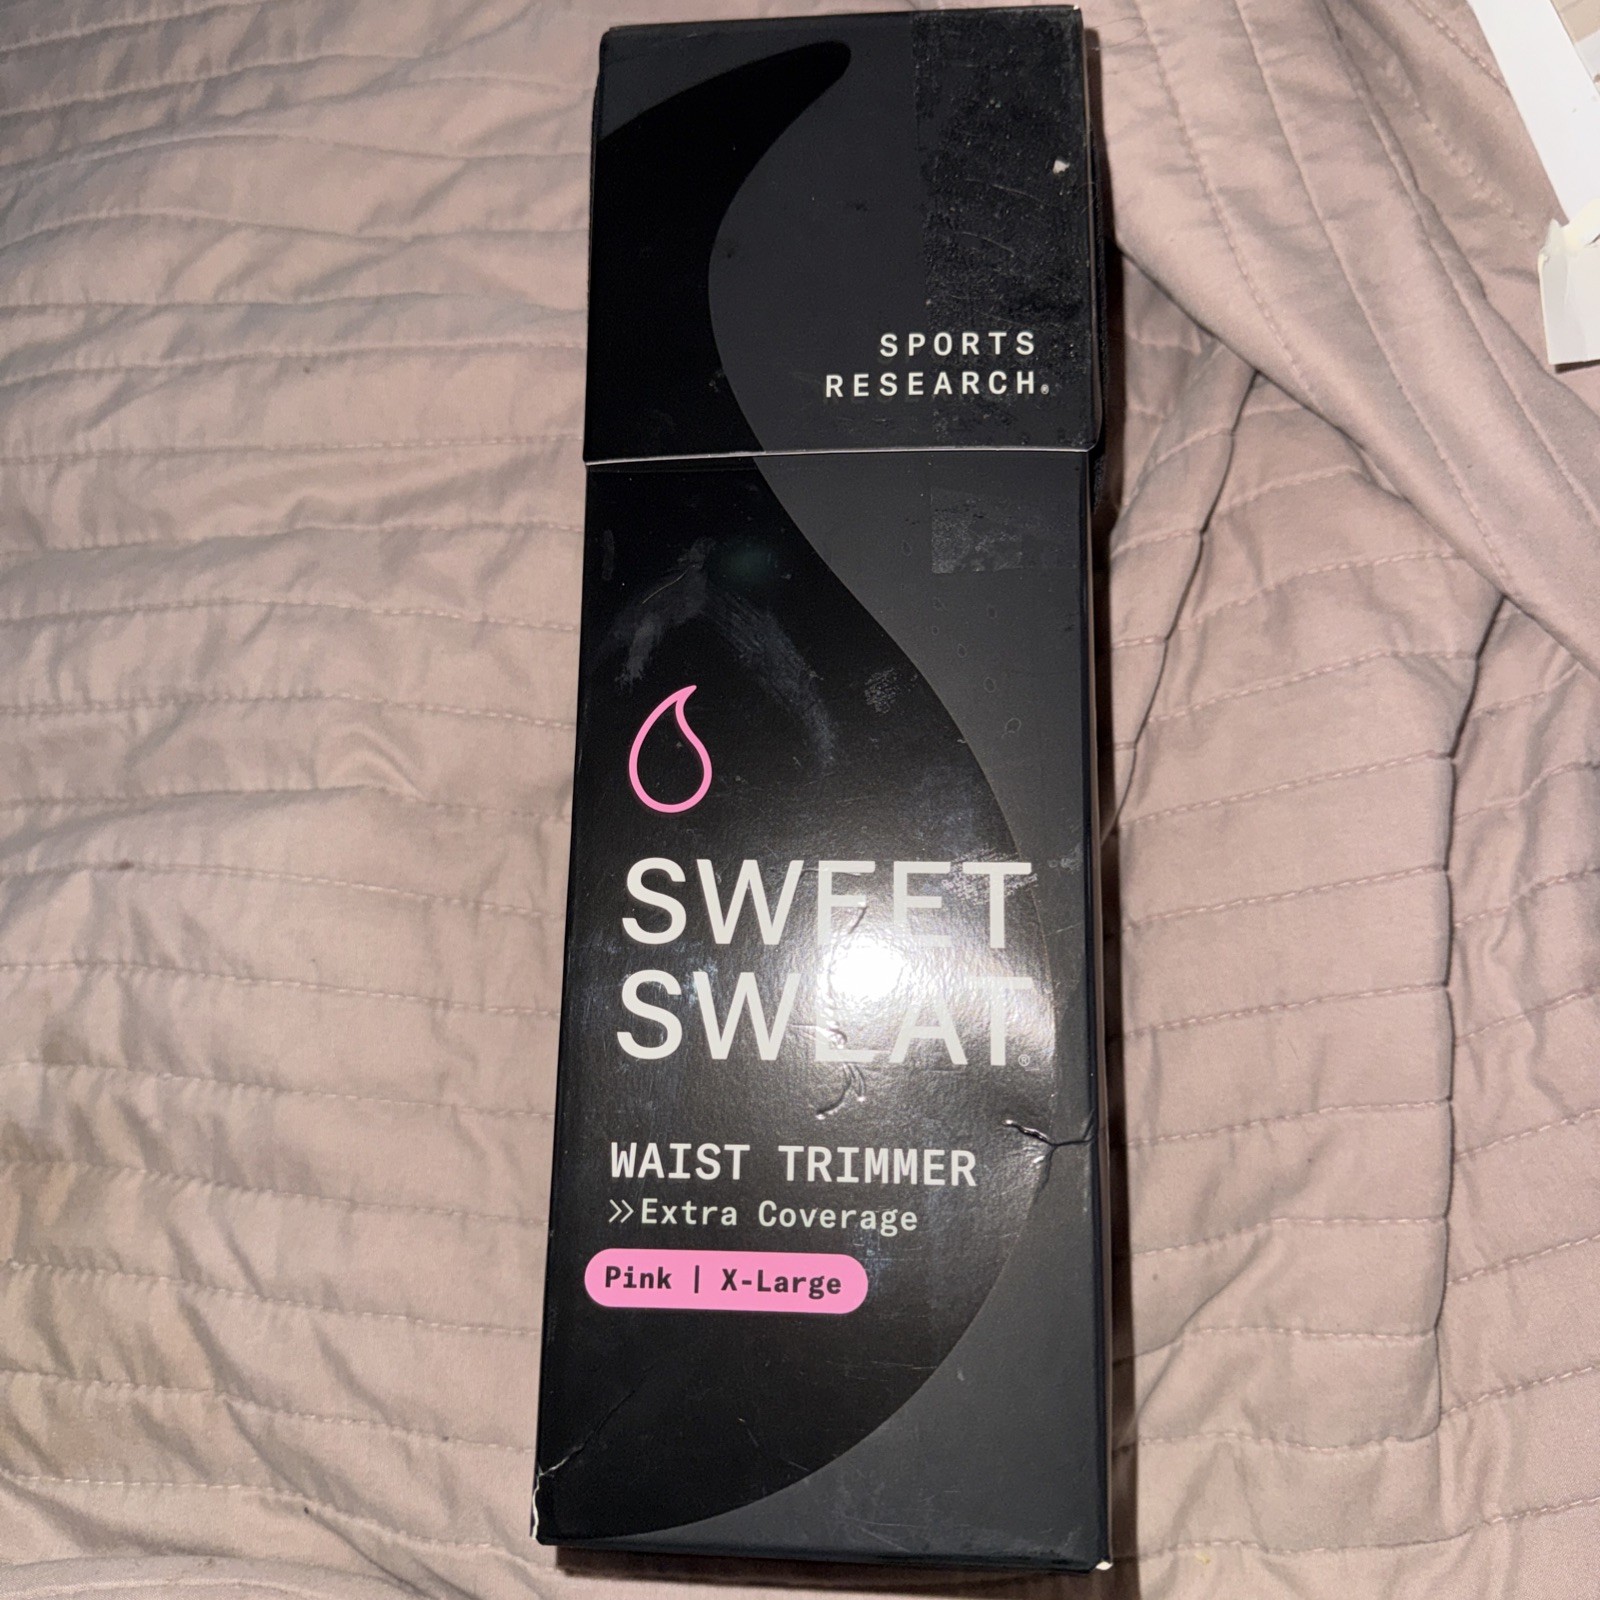 SPORTS
RESEARCH®
SWEET
SWEAT®
WAIST TRIMMER
>>Extra Coverage
Pink | X-Large